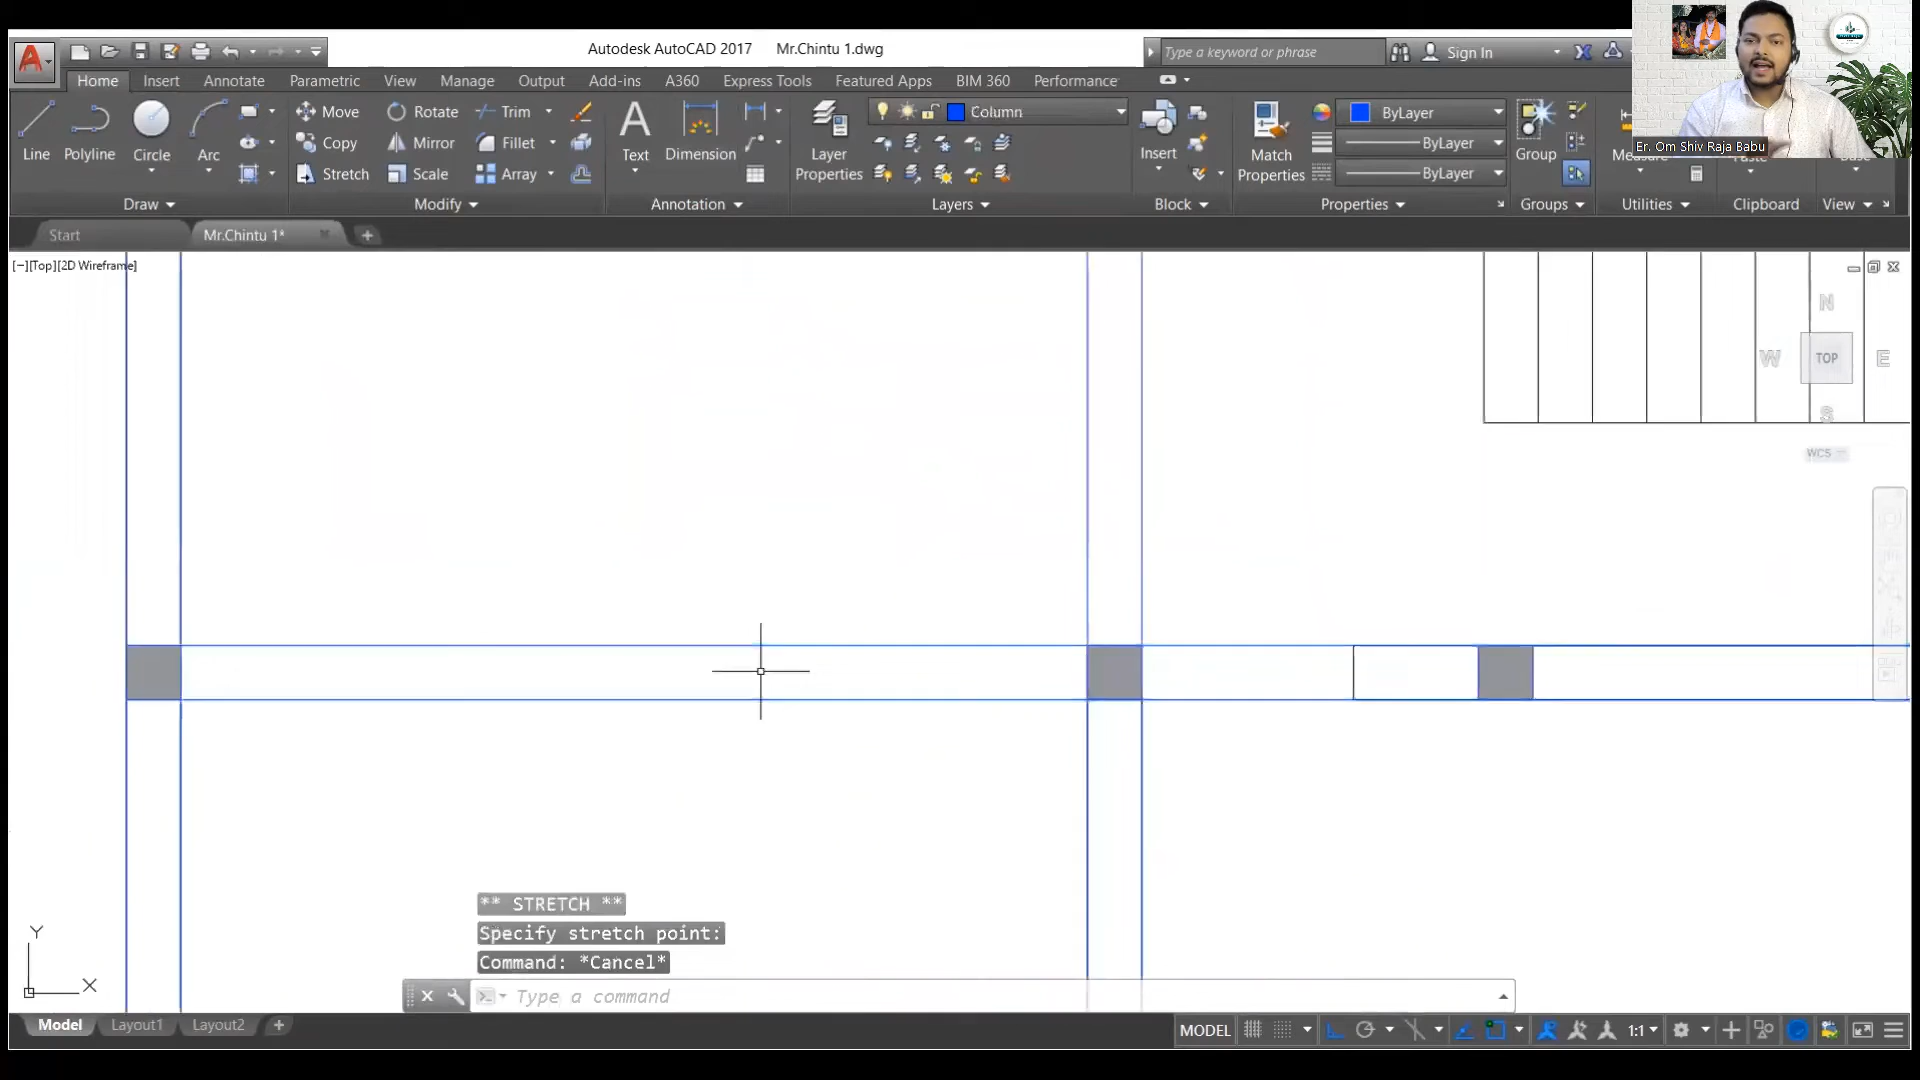 Autodesk AutoCAD 2017 Mr.Chintu 1.dwg
Type a keyword or phrase
Sign In
Home Insert Annotate Parametric View Manage Output Add-ins A360 Express Tools Featured Apps BIM 360 Performance
Line Polyline Circle Arc
Move Rotate Trim
Copy Mirror Fillet
Stretch Scale Array
Text Dimension
Layer Properties
Column
Insert
Match Properties
ByLayer
ByLayer
ByLayer
Group
Er. Om Shiv Raja Babu
Draw Modify Annotation Layers Block Properties Groups Utilities Clipboard View
Start Mr.Chintu 1*
[−][Top][2D Wireframe]
N
W TOP E
S
WCS
** STRETCH **
Specify stretch point:
Command: *Cancel*
Type a command
Y
X
Model Layout1 Layout2
MODEL 1:1